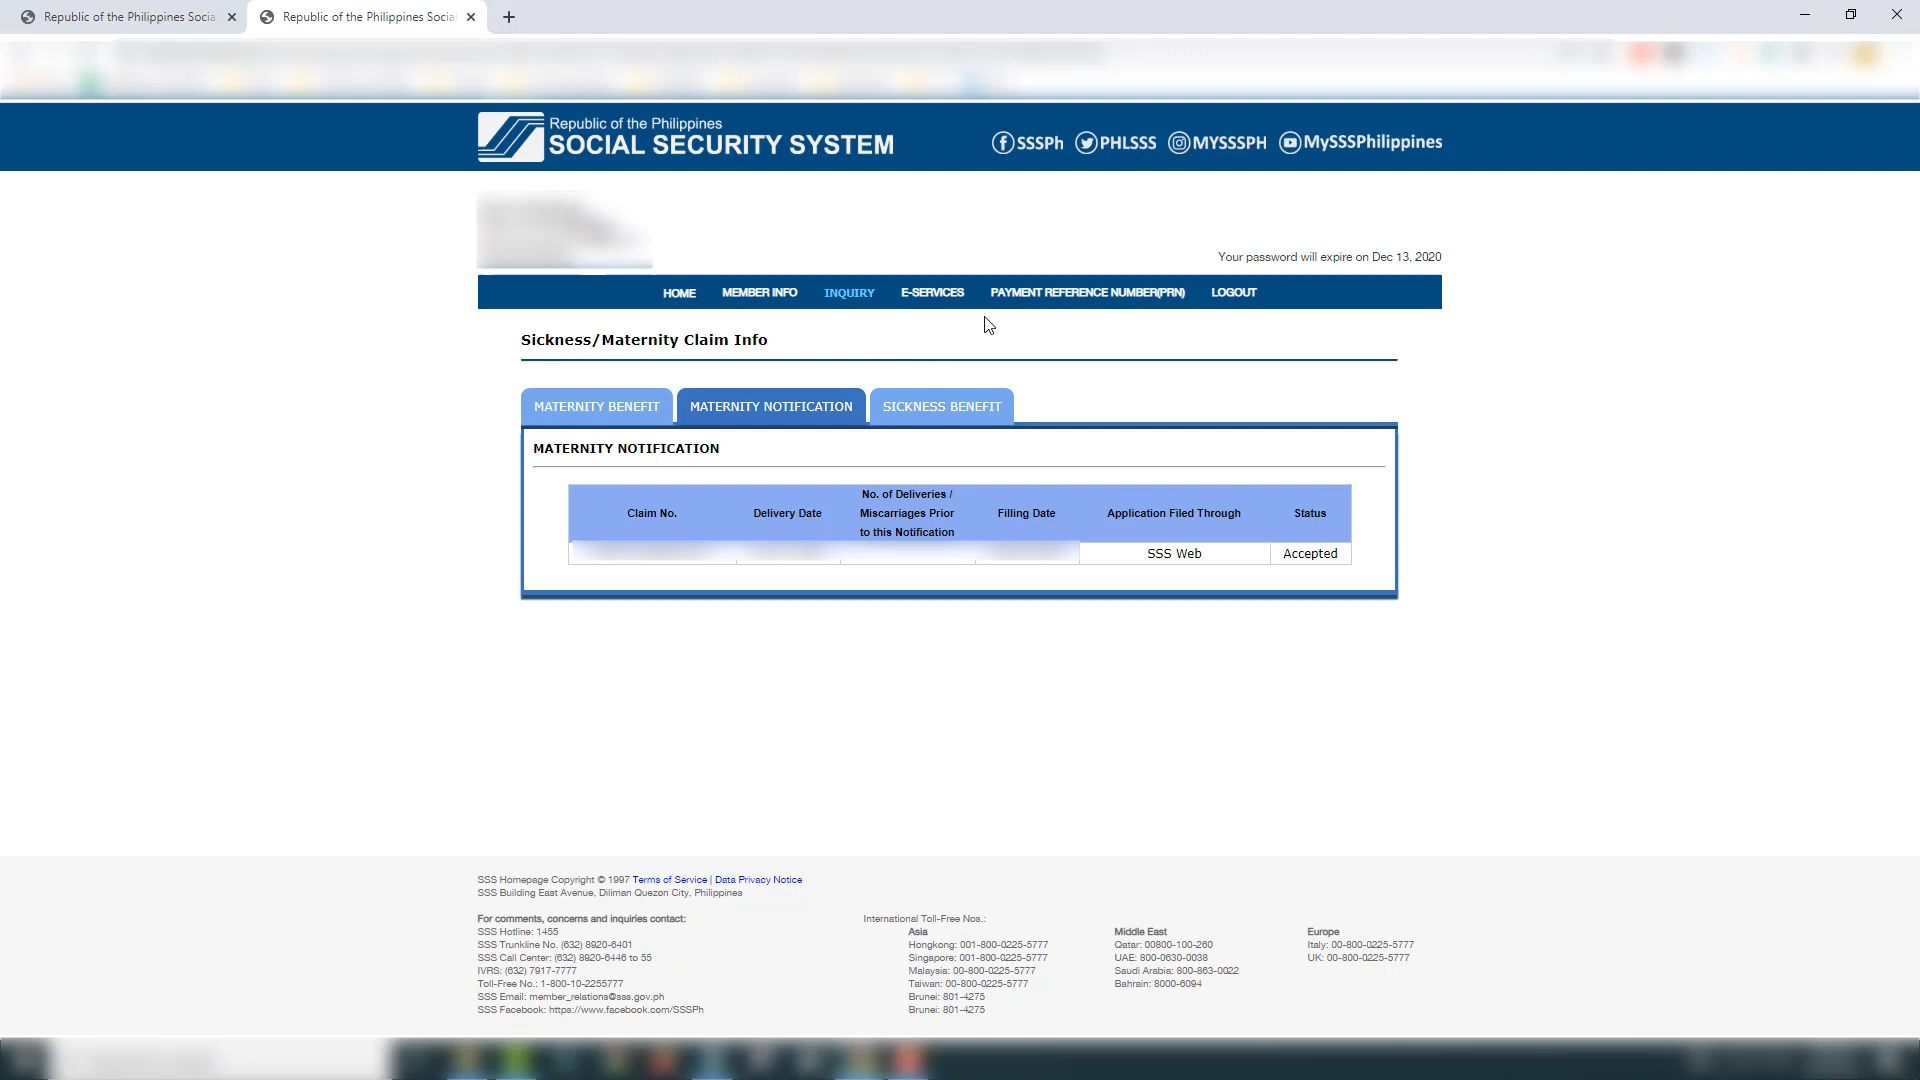 Republic of the Philippines Socia
Republic of the Philippines Socia
Republic of the Philippines
SOCIAL SECURITY SYSTEM
SSSPh PHLSSS MYSSSPH MySSSPhilippines
Your password will expire on Dec 13, 2020
HOME MEMBER INFO INQUIRY E-SERVICES PAYMENT REFERENCE NUMBER(PRN) LOGOUT
Sickness/Maternity Claim Info
MATERNITY BENEFIT MATERNITY NOTIFICATION SICKNESS BENEFIT
MATERNITY NOTIFICATION
Claim No. Delivery Date No. of Deliveries / Miscarriages Prior to this Notification Filling Date Application Filed Through Status
SSS Web Accepted
SSS Homepage Copyright © 1997 Terms of Service | Data Privacy Notice
SSS Building East Avenue, Diliman Quezon City, Philippines
For comments, concerns and inquiries contact:
SSS Hotline: 1455
SSS Trunkline No. (632) 8920-6401
SSS Call Center: (632) 8920-6446 to 55
IVRS: (632) 7917-7777
Toll-Free No.: 1-800-10-2255777
SSS Email: member_relations@sss.gov.ph
SSS Facebook: https://www.facebook.com/SSSPh
International Toll-Free Nos.:
Asia
Hongkong: 001-800-0225-5777
Singapore: 001-800-0225-5777
Malaysia: 00-800-0225-5777
Taiwan: 00-800-0225-5777
Brunei: 801-4275
Brunei: 801-4275
Middle East
Qatar: 00800-100-260
UAE: 800-0630-0038
Saudi Arabia: 800-863-0022
Bahrain: 8000-6094
Europe
Italy: 00-800-0225-5777
UK: 00-800-0225-5777